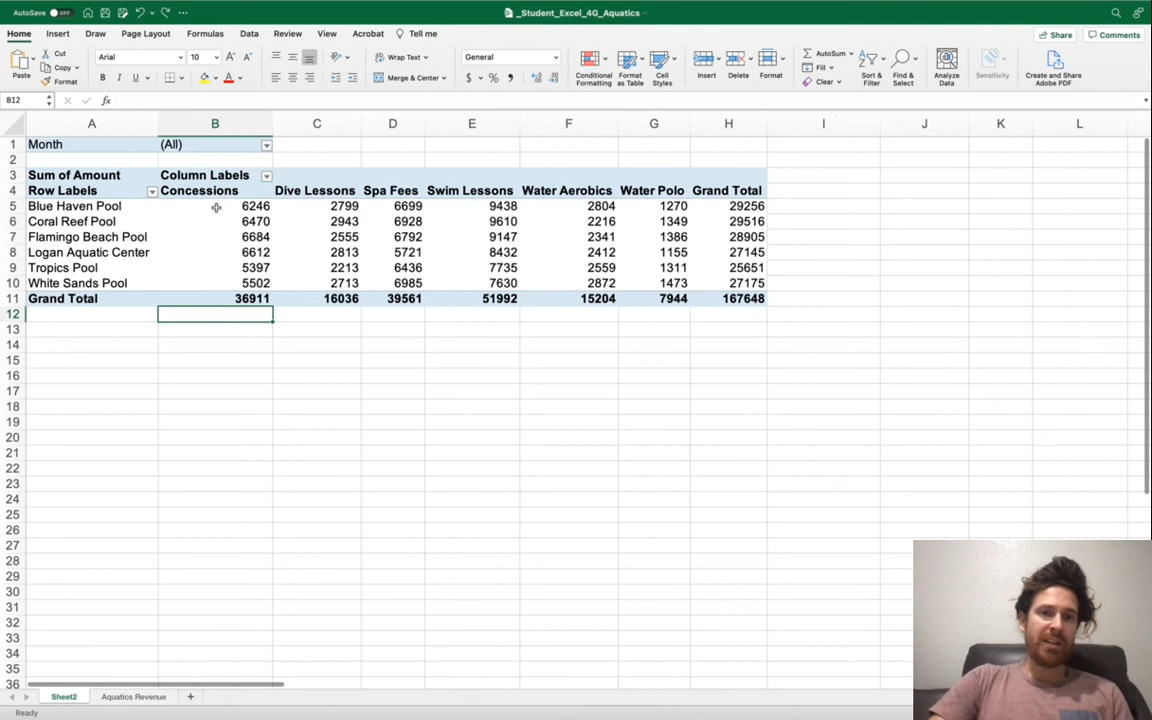 AutoSave OFF _Student_Excel_4G_Aquatics
Home Insert Draw Page Layout Formulas Data Review View Acrobat Tell me Share Comments
Paste Cut Copy Format Arial 10 Wrap Text Merge & Center General Conditional Formatting Format as Table Cell Styles Insert Delete Format AutoSum Fill Clear Sort & Filter Find & Select Analyze Data Sensitivity Create and Share Adobe PDF
B12 fx
A B C D E F G H I J K L
1 Month (All)
2
3 Sum of Amount Column Labels
4 Row Labels Concessions Dive Lessons Spa Fees Swim Lessons Water Aerobics Water Polo Grand Total
5 Blue Haven Pool 6246 2799 6699 9438 2804 1270 29256
6 Coral Reef Pool 6470 2943 6928 9610 2216 1349 29516
7 Flamingo Beach Pool 6684 2555 6792 9147 2341 1386 28905
8 Logan Aquatic Center 6612 2813 5721 8432 2412 1155 27145
9 Tropics Pool 5397 2213 6436 7735 2559 1311 25651
10 White Sands Pool 5502 2713 6985 7630 2872 1473 27175
11 Grand Total 36911 16036 39561 51992 15204 7944 167648
12
13
14
15
16
17
18
19
20
21
22
23
24
25
26
27
28
29
30
31
32
33
34
35
36
Sheet2 Aquatics Revenue +
Ready